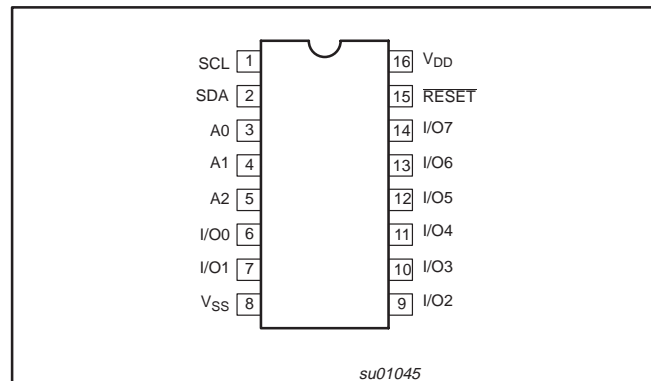 SCL 1
SDA 2
A0 3
A1 4
A2 5
I/O0 6
I/O1 7
VSS 8
16 VDD
15 RESET
14 I/O7
13 I/O6
12 I/O5
11 I/O4
10 I/O3
9 I/O2
su01045